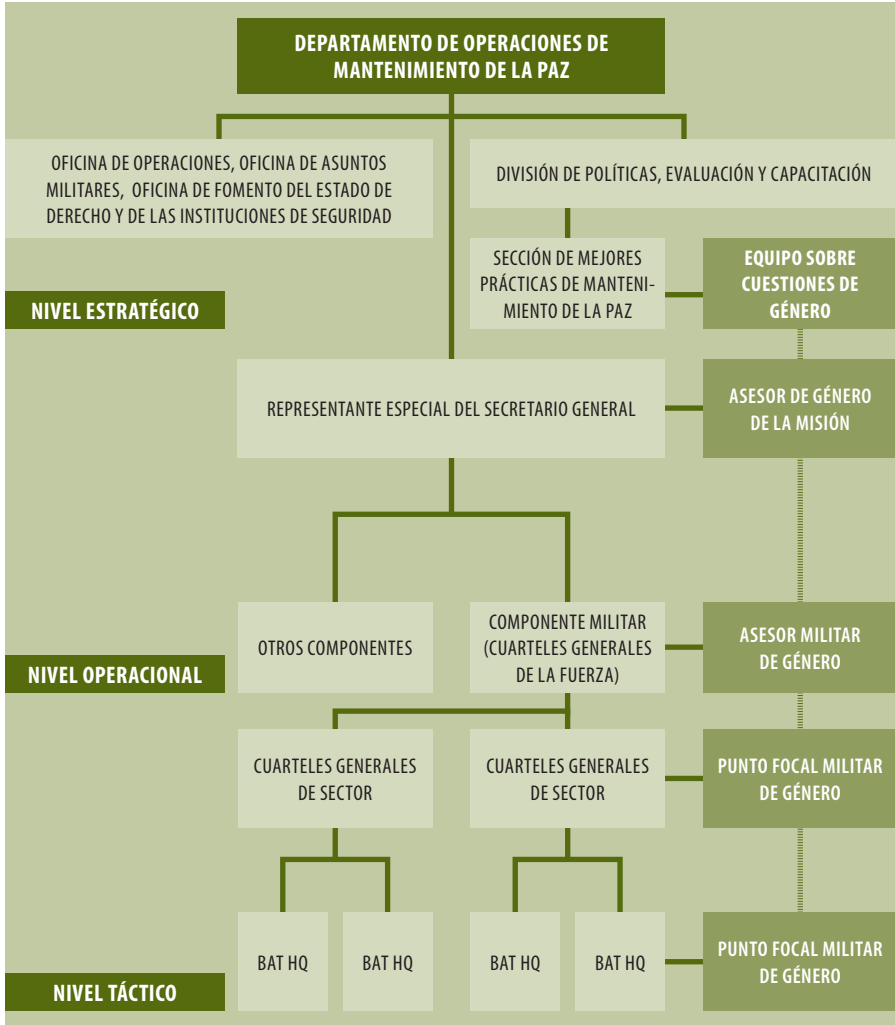 DEPARTAMENTO DE OPERACIONES DE
MANTENIMIENTO DE LA PAZ
OFICINA DE OPERACIONES, OFICINA DE ASUNTOS
MILITARES, OFICINA DE FOMENTO DEL ESTADO DE
DERECHO Y DE LAS INSTITUCIONES DE SEGURIDAD
DIVISIÓN DE POLÍTICAS, EVALUACIÓN Y CAPACITACIÓN
SECCIÓN DE MEJORES
PRÁCTICAS DE MANTENI-
MIENTO DE LA PAZ
EQUIPO SOBRE
CUESTIONES DE
GÉNERO
NIVEL ESTRATÉGICO
REPRESENTANTE ESPECIAL DEL SECRETARIO GENERAL
ASESOR DE GÉNERO
DE LA MISIÓN
OTROS COMPONENTES
COMPONENTE MILITAR
(CUARTELES GENERALES
DE LA FUERZA)
ASESOR MILITAR
DE GÉNERO
NIVEL OPERACIONAL
CUARTELES GENERALES
DE SECTOR
CUARTELES GENERALES
DE SECTOR
PUNTO FOCAL MILITAR
DE GÉNERO
BAT HQ
BAT HQ
BAT HQ
BAT HQ
PUNTO FOCAL MILITAR
DE GÉNERO
NIVEL TÁCTICO